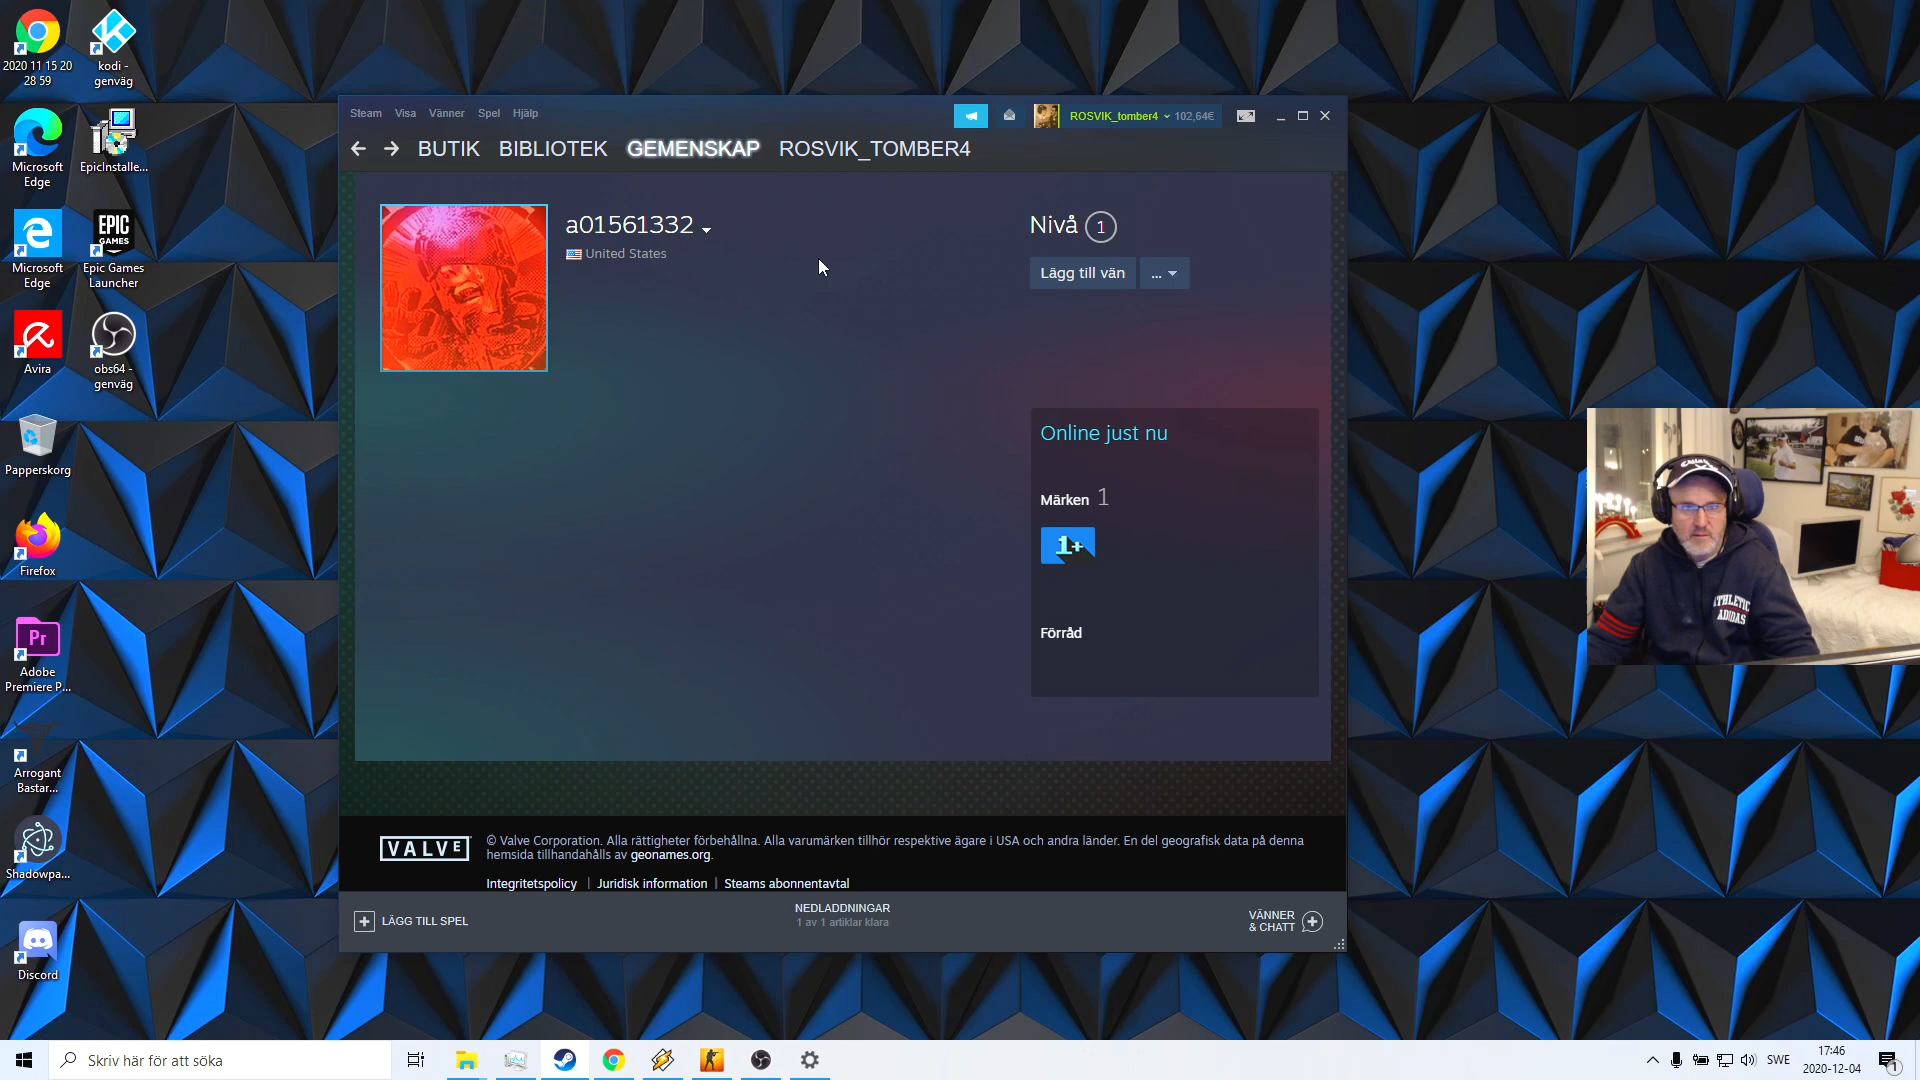 2020 11 15 20
28 59
kodi -
genväg
Microsoft
Edge
EpicInstalle...
Microsoft
Edge
EPIC
GAMES
Epic Games
Launcher
Avira
obs64 -
genväg
Papperskorg
Firefox
Pr
Adobe
Premiere P...
Arrogant
Bastar...
Shadowpa...
Discord
Steam Visa Vänner Spel Hjälp
ROSVIK_tomber4 102,64€
BUTIK BIBLIOTEK GEMENSKAP ROSVIK_TOMBER4
a01561332
United States
Nivå 1
Lägg till vän
...
Online just nu
Märken 1
1+
Förråd
VALVE
© Valve Corporation. Alla rättigheter förbehållna. Alla varumärken tillhör respektive ägare i USA och andra länder. En del geografisk data på denna
hemsida tillhandahålls av geonames.org.
Integritetspolicy | Juridisk information | Steams abonnentavtal
LÄGG TILL SPEL
NEDLADDNINGAR
1 av 1 artiklar klara
VÄNNER
& CHATT
ATHLETIC
ADIDAS
Skriv här för att söka
SWE
17:46
2020-12-04
1